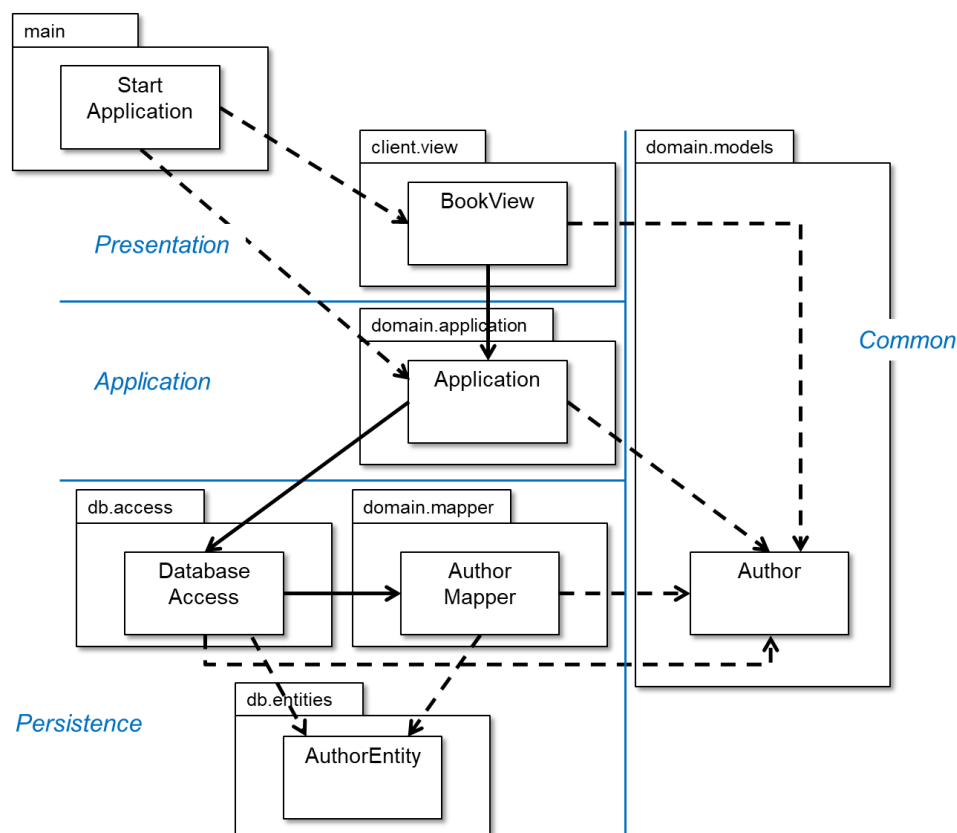 main
Start
Application
client.view
domain.models
BookView
Presentation
domain.application
Common
Application
Application
db.access
domain.mapper
Database
Access
Author
Mapper
Author
db.entities
Persistence
AuthorEntity